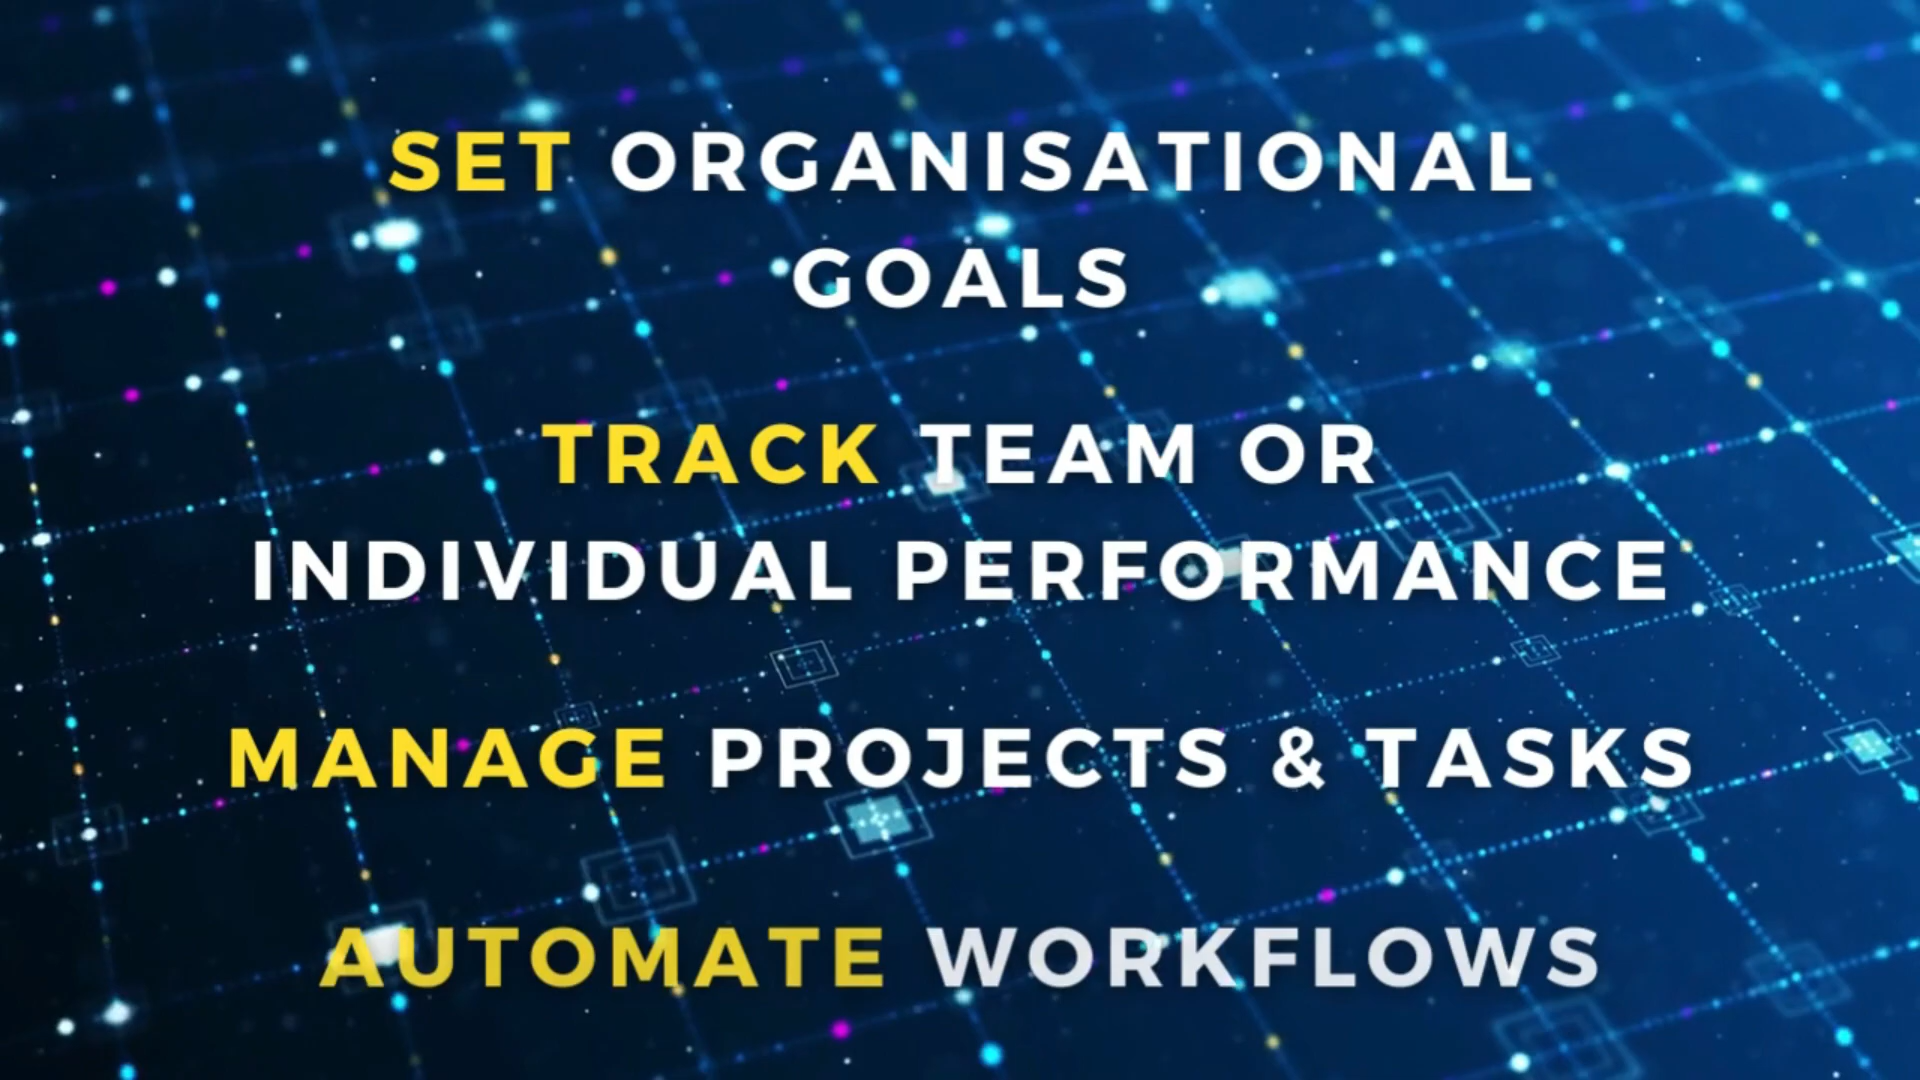 SET ORGANISATIONAL
GOALS
TRACK TEAM OR
INDIVIDUAL PERFORMANCE
MANAGE PROJECTS & TASKS
AUTOMATE WORKFLOWS